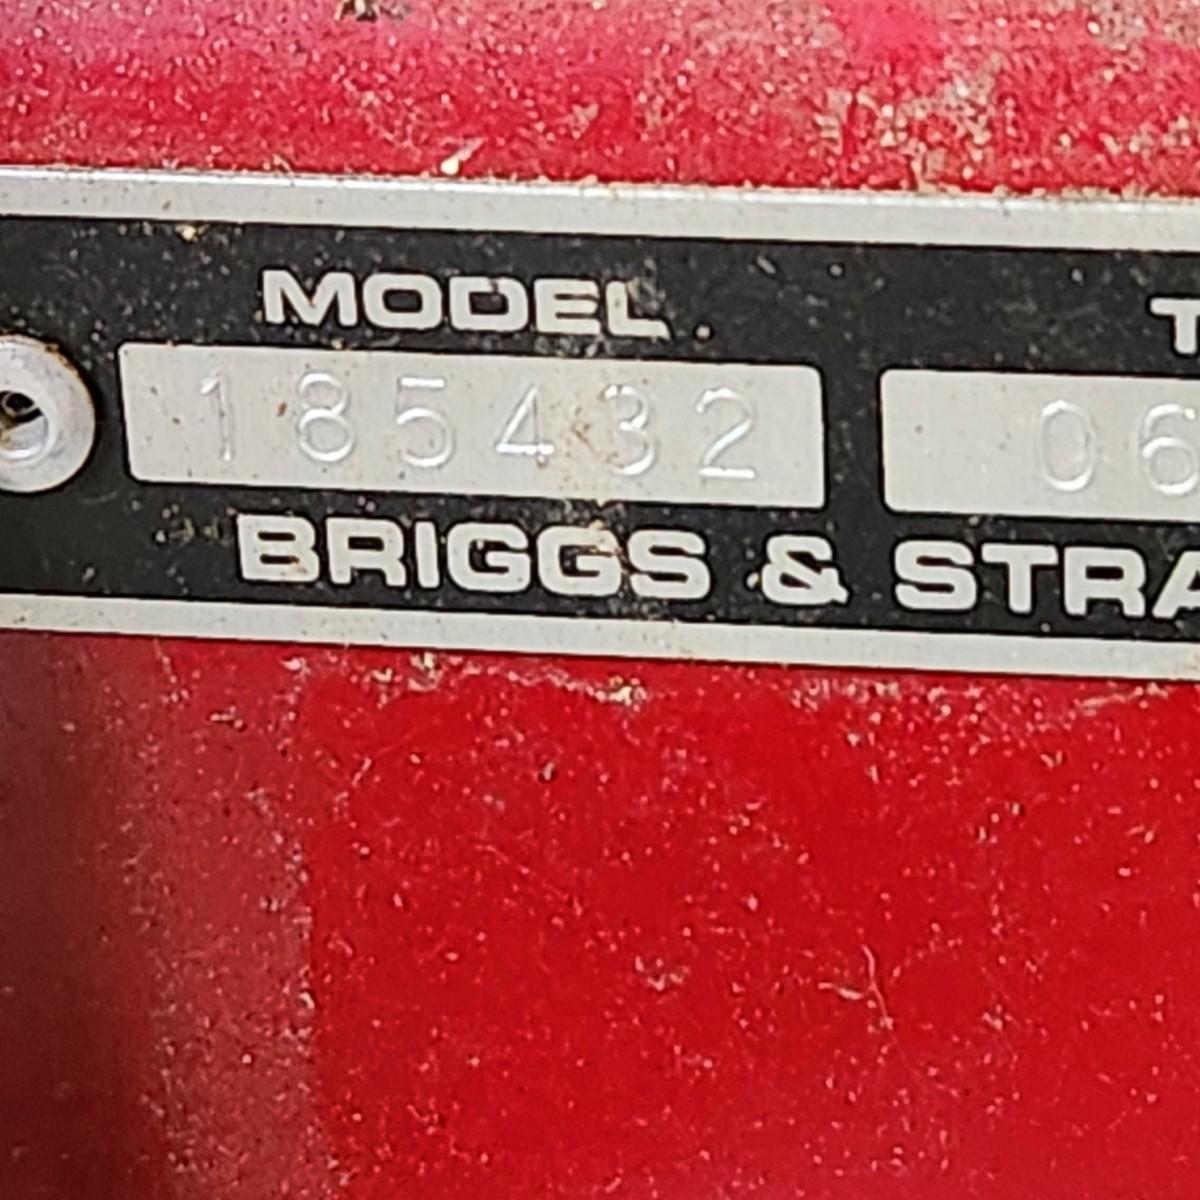 MODEL T
185432 06
BRIGGS & STRA